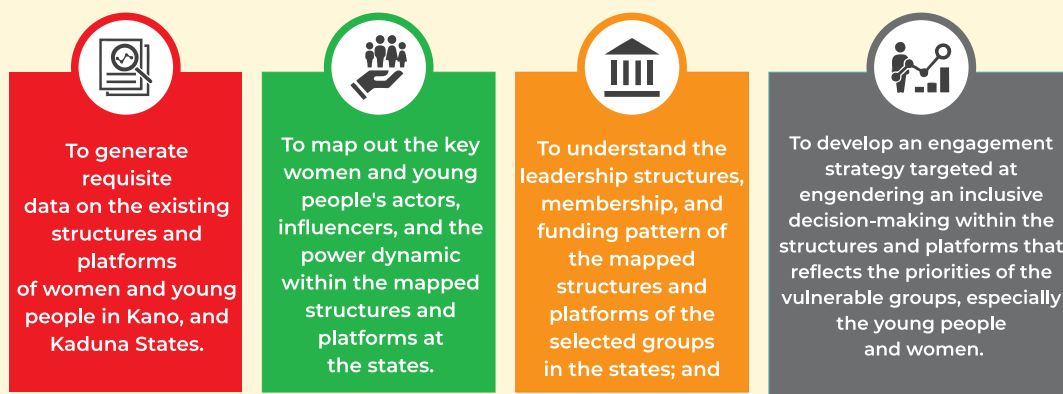 To generate
requisite
data on the existing
structures and
platforms
of women and young
people in Kano, and
Kaduna States.
To map out the key
women and young
people's actors,
influencers, and the
power dynamic
within the mapped
structures and
platforms at
the states.
To understand the
leadership structures,
membership, and
funding pattern of
the mapped
structures and
platforms of the
selected groups
in the states; and
To develop an engagement
strategy targeted at
engendering an inclusive
decision-making within the
structures and platforms that
reflects the priorities of the
vulnerable groups, especially
the young people
and women.